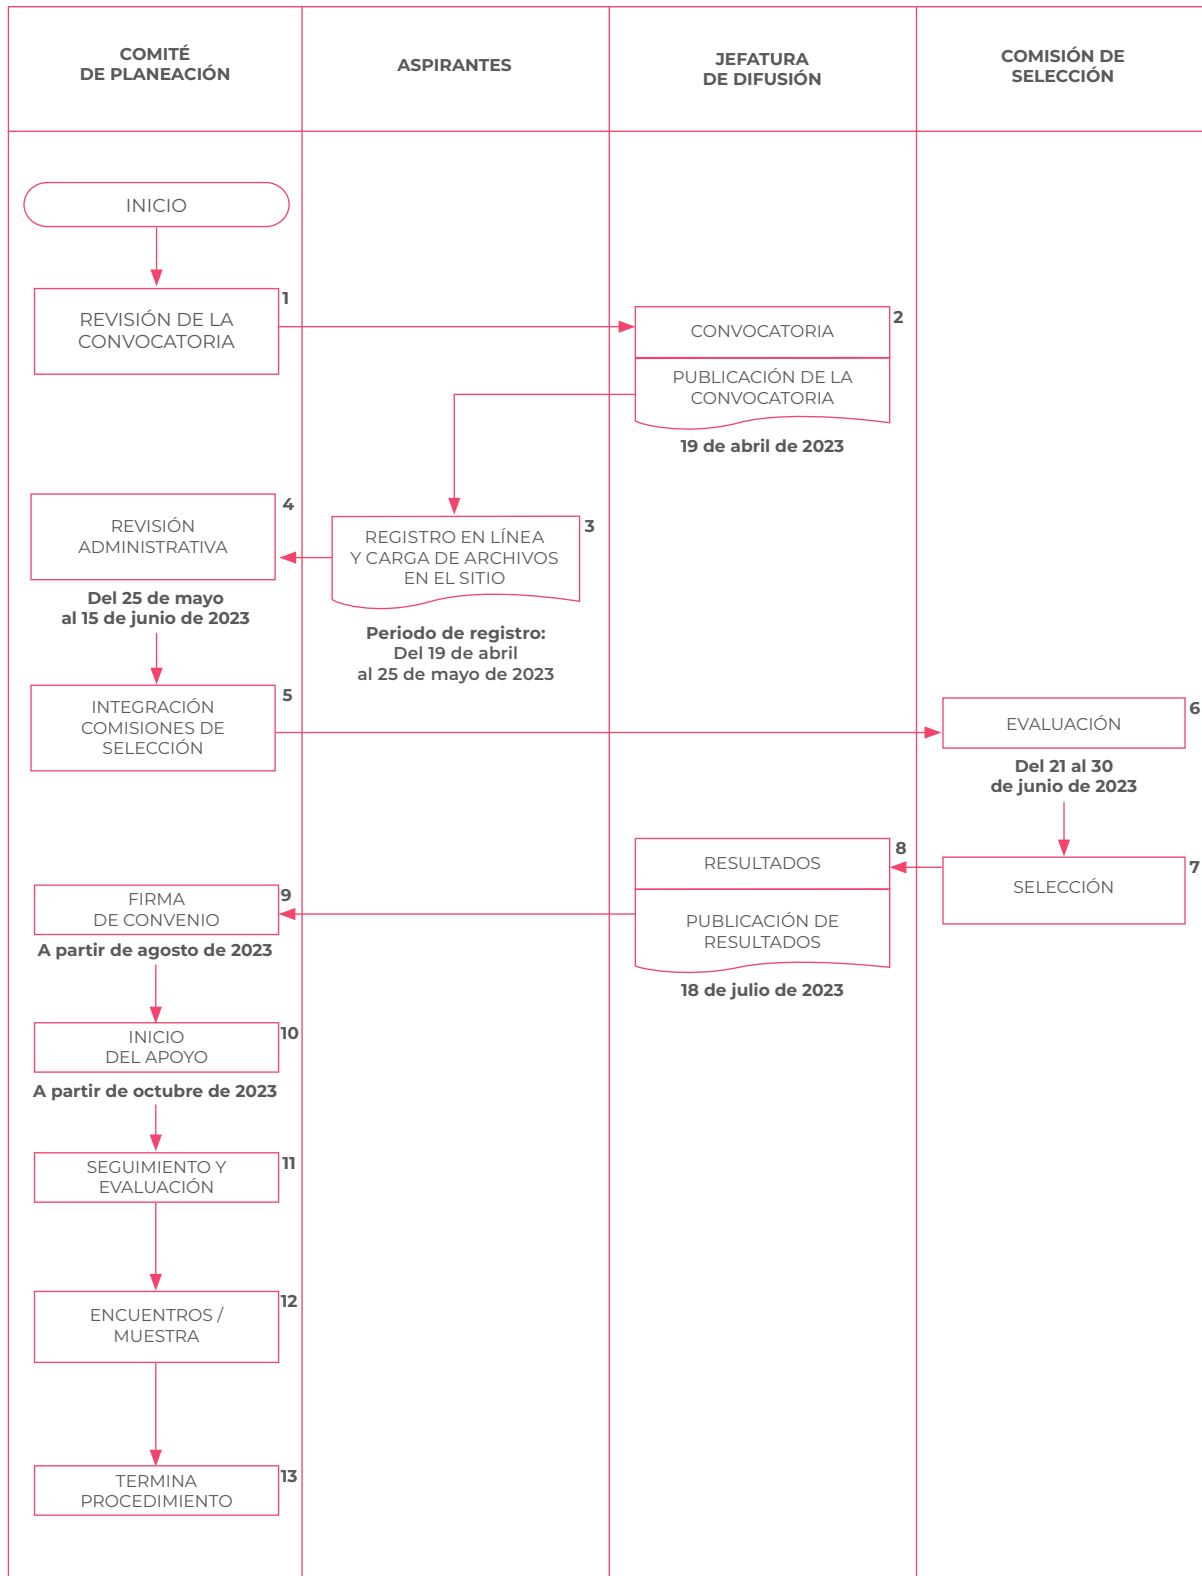 COMITÉ
DE PLANEACIÓN
ASPIRANTES
JEFATURA
DE DIFUSIÓN
COMISIÓN DE
SELECCIÓN
INICIO
1
REVISIÓN DE LA
CONVOCATORIA
2
CONVOCATORIA
PUBLICACIÓN DE LA
CONVOCATORIA
19 de abril de 2023
3
REGISTRO EN LÍNEA
Y CARGA DE ARCHIVOS
EN EL SITIO
Periodo de registro:
Del 19 de abril
al 25 de mayo de 2023
4
REVISIÓN
ADMINISTRATIVA
Del 25 de mayo
al 15 de junio de 2023
5
INTEGRACIÓN
COMISIONES DE
SELECCIÓN
6
EVALUACIÓN
Del 21 al 30
de junio de 2023
7
SELECCIÓN
8
RESULTADOS
PUBLICACIÓN DE
RESULTADOS
18 de julio de 2023
9
FIRMA
DE CONVENIO
A partir de agosto de 2023
10
INICIO
DEL APOYO
A partir de octubre de 2023
11
SEGUIMIENTO Y
EVALUACIÓN
12
ENCUENTROS /
MUESTRA
13
TERMINA
PROCEDIMIENTO